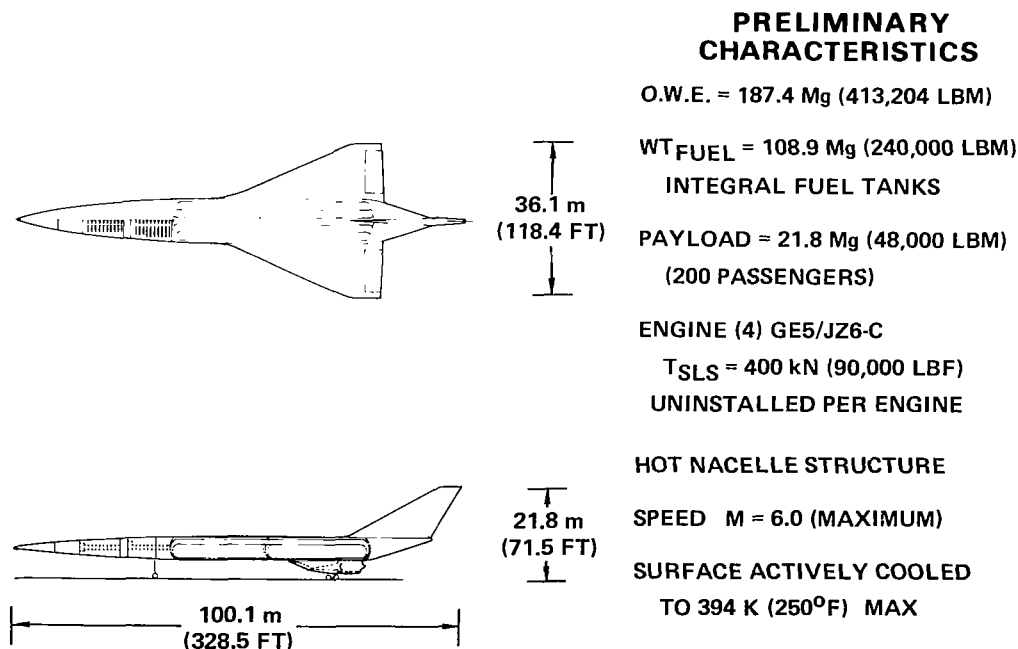 PRELIMINARY
CHARACTERISTICS
O.W.E. = 187.4 Mg (413,204 LBM)
WTFUEL = 108.9 Mg (240,000 LBM)
INTEGRAL FUEL TANKS
PAYLOAD = 21.8 Mg (48,000 LBM)
(200 PASSENGERS)
ENGINE (4) GE5/JZ6-C
TSLS = 400 kN (90,000 LBF)
UNINSTALLED PER ENGINE
HOT NACELLE STRUCTURE
SPEED M = 6.0 (MAXIMUM)
SURFACE ACTIVELY COOLED
TO 394 K (250°F) MAX
36.1 m
(118.4 FT)
21.8 m
(71.5 FT)
100.1 m
(328.5 FT)